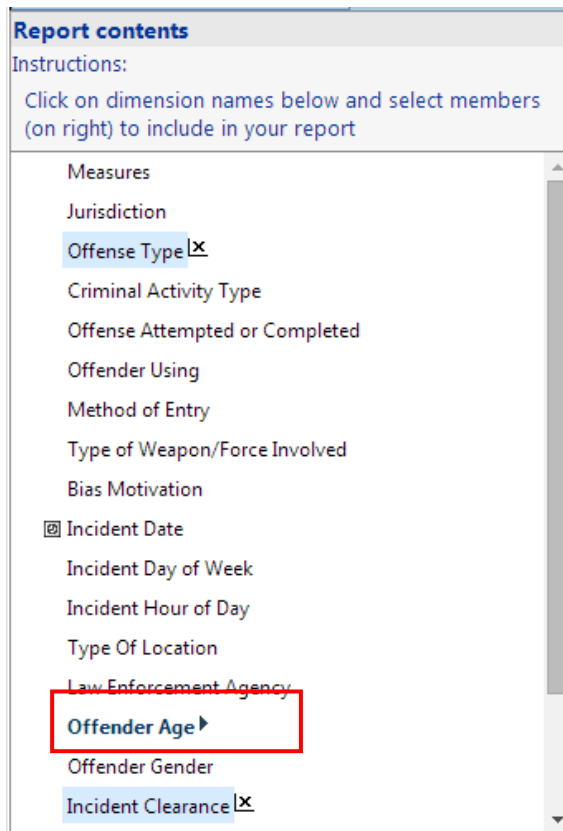 Report contents
Instructions:
Click on dimension names below and select members
(on right) to include in your report
Measures
Jurisdiction
Offense Type
Criminal Activity Type
Offense Attempted or Completed
Offender Using
Method of Entry
Type of Weapon/Force Involved
Bias Motivation
Incident Date
Incident Day of Week
Incident Hour of Day
Type Of Location
Law Enforcement Agency
Offender Age
Offender Gender
Incident Clearance